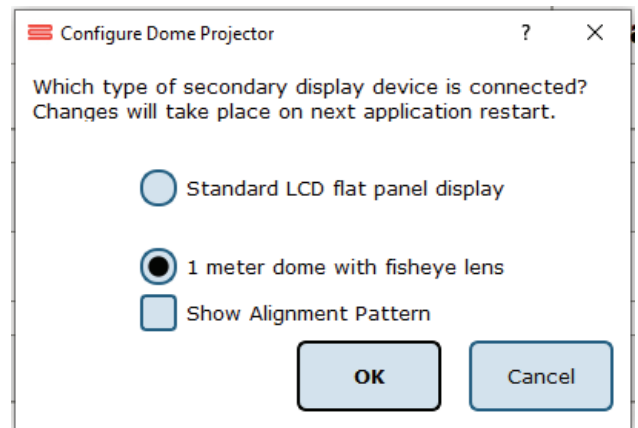 Configure Dome Projector ?
Which type of secondary display device is connected?
Changes will take place on next application restart.
Standard LCD flat panel display
1 meter dome with fisheye lens
Show Alignment Pattern
OK Cancel